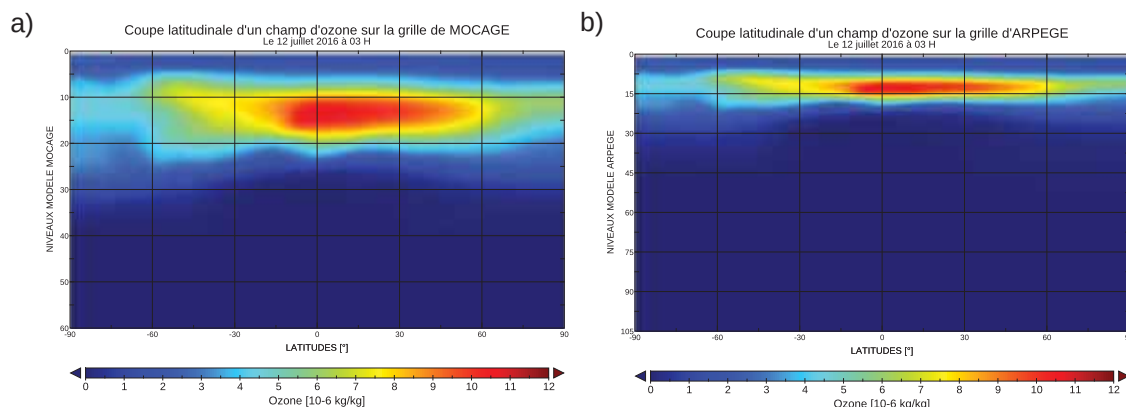 a)
Coupe latitudinale d'un champ d'ozone sur la grille de MOCAGE
Le 12 juillet 2016 à 03 H
NIVEAUX MODELE MOCAGE
0
10
20
30
40
50
60
-90
-60
-30
0
30
60
90
LATITUDES [°]
0 1 2 3 4 5 6 7 8 9 10 11 12
Ozone [10-6 kg/kg]
b)
Coupe latitudinale d'un champ d'ozone sur la grille d'ARPEGE
Le 12 juillet 2016 à 03 H
NIVEAUX MODELE ARPEGE
0
15
30
45
60
75
90
105
-90
-60
-30
0
30
60
LATITUDES [°]
0 1 2 3 4 5 6 7 8 9 10 11 12
Ozone [10-6 kg/kg]